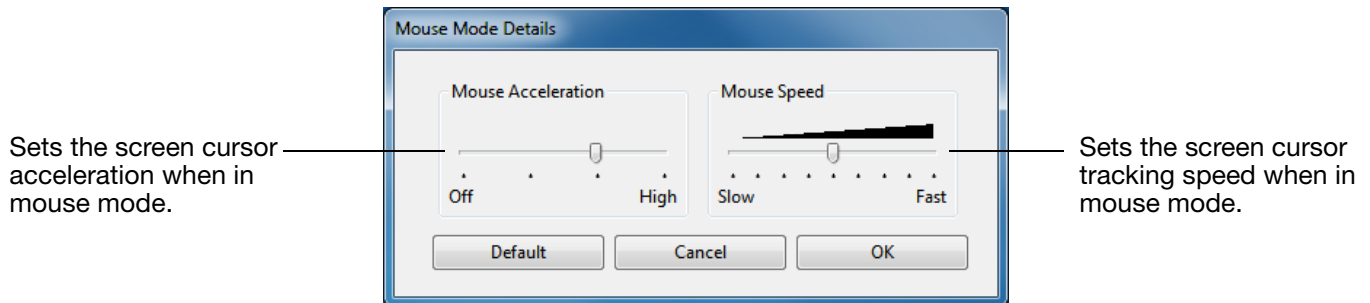 Mouse Mode Details
Mouse Acceleration
Mouse Speed
Sets the screen cursor
acceleration when in
mouse mode.
Off High
Slow Fast
Sets the screen cursor
tracking speed when in
mouse mode.
Default Cancel OK